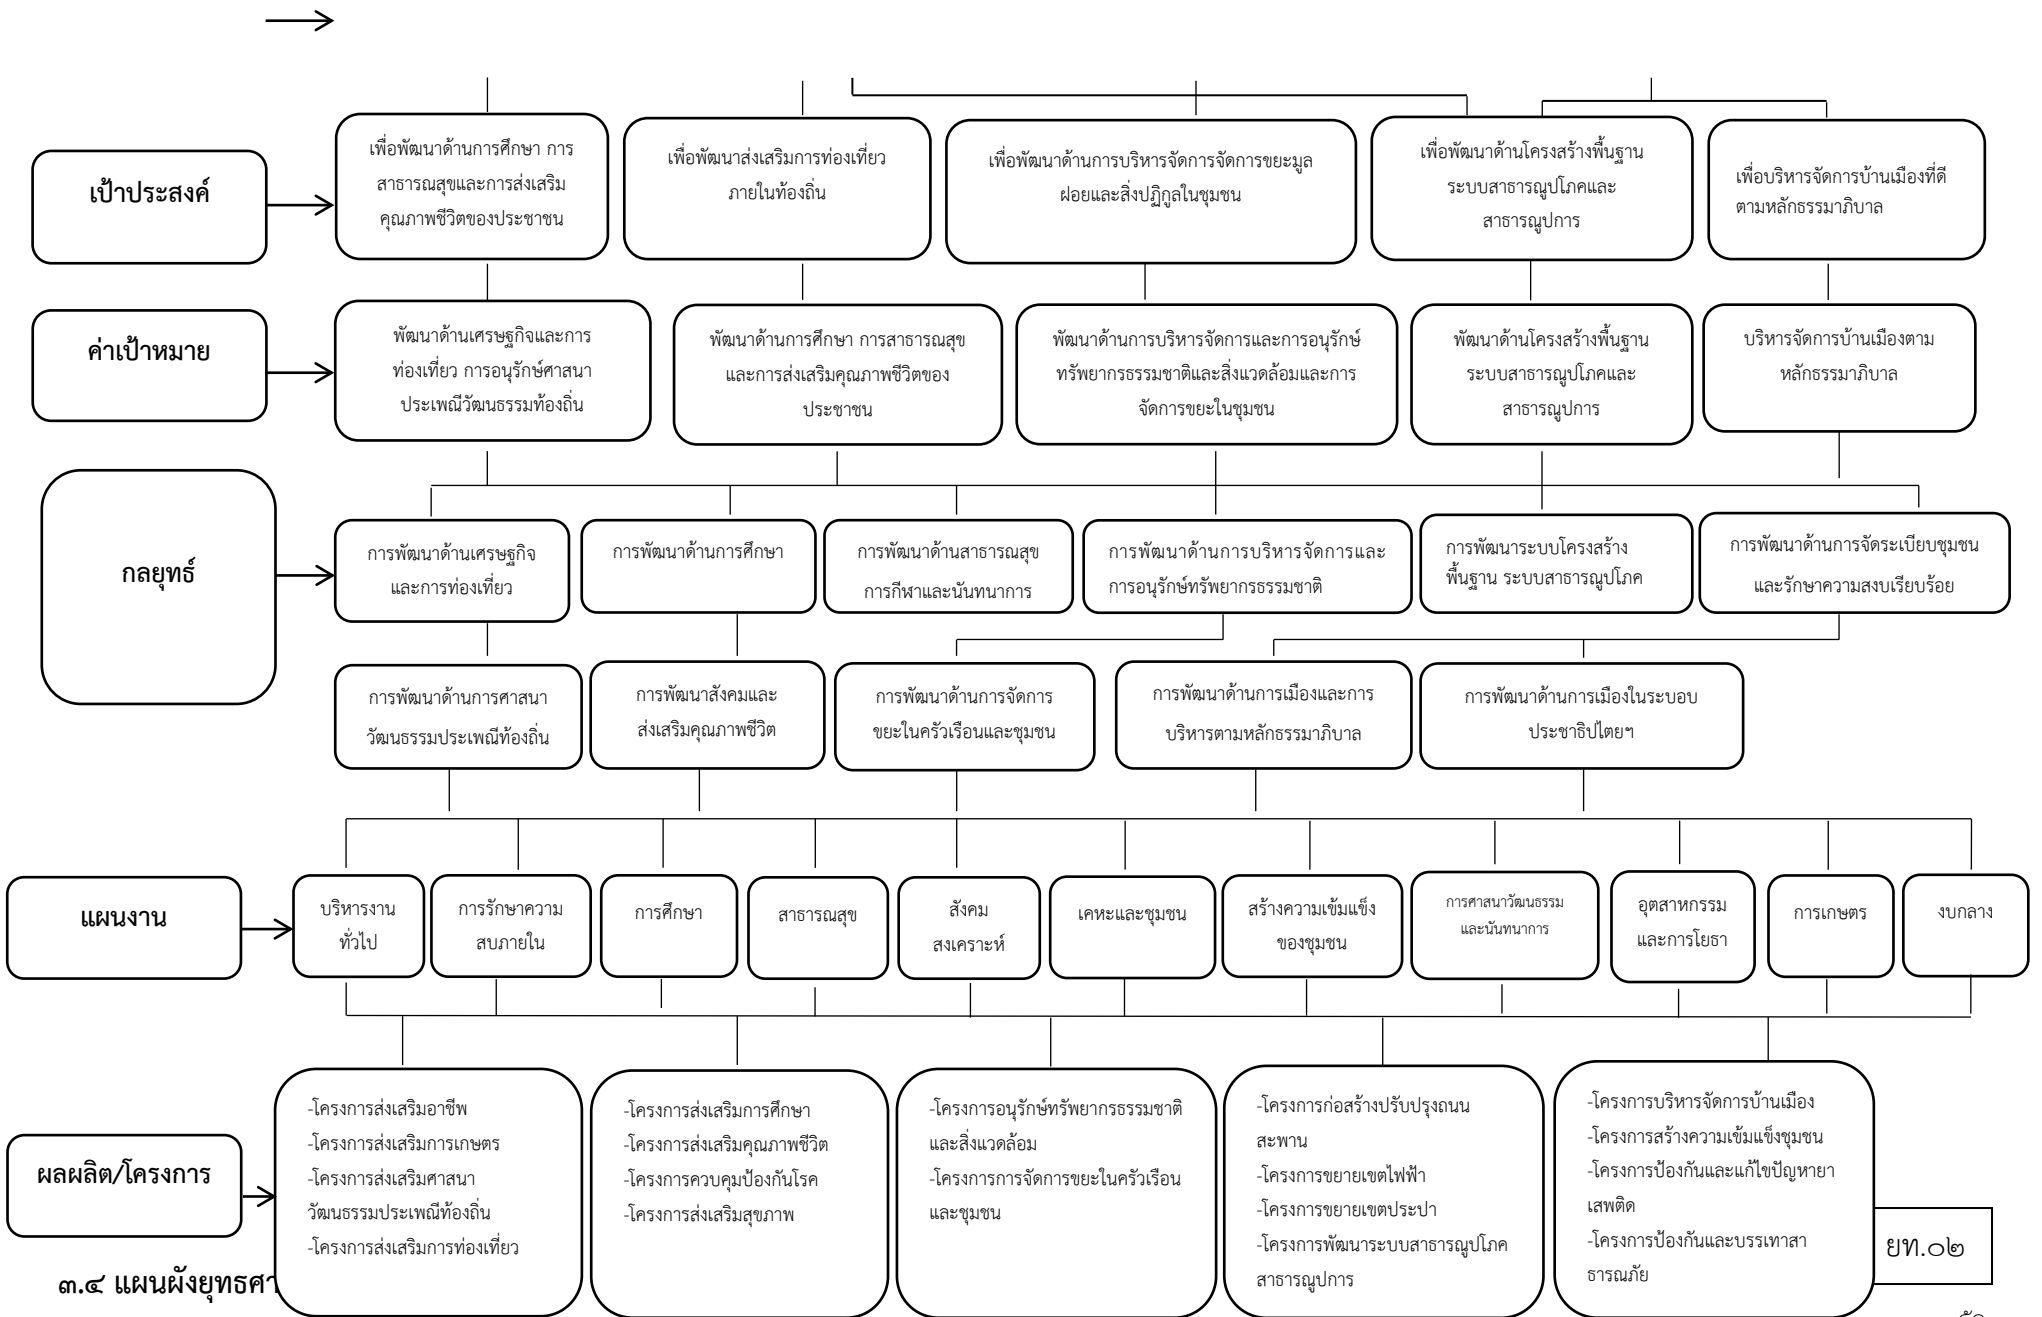 เป้าประสงค์
เพื่อพัฒนาด้านการศึกษา การ
สาธารณสุขและการส่งเสริม
คุณภาพชีวิตของประชาชน
เพื่อพัฒนาส่งเสริมการท่องเที่ยว
ภายในท้องถิ่น
เพื่อพัฒนาด้านการบริหารจัดการจัดการขยะมูล
ฝอยและสิ่งปฏิกูลในชุมชน
เพื่อพัฒนาด้านโครงสร้างพื้นฐาน
ระบบสาธารณูปโภคและ
สาธารณูปการ
เพื่อบริหารจัดการบ้านเมืองที่ดี
ตามหลักธรรมาภิบาล
ค่าเป้าหมาย
พัฒนาด้านเศรษฐกิจและการ
ท่องเที่ยว การอนุรักษ์ศาสนา
ประเพณีวัฒนธรรมท้องถิ่น
พัฒนาด้านการศึกษา การสาธารณสุข
และการส่งเสริมคุณภาพชีวิตของ
ประชาชน
พัฒนาด้านการบริหารจัดการและการอนุรักษ์
ทรัพยากรธรรมชาติและสิ่งแวดล้อมและการ
จัดการขยะในชุมชน
พัฒนาด้านโครงสร้างพื้นฐาน
ระบบสาธารณูปโภคและ
สาธารณูปการ
บริหารจัดการบ้านเมืองตาม
หลักธรรมาภิบาล
กลยุทธ์
การพัฒนาด้านเศรษฐกิจ
และการท่องเที่ยว
การพัฒนาด้านการศึกษา
การพัฒนาด้านสาธารณสุข
การกีฬาและนันทนาการ
การพัฒนาด้านการบริหารจัดการและ
การอนุรักษ์ทรัพยากรธรรมชาติ
การพัฒนาระบบโครงสร้าง
พื้นฐาน ระบบสาธารณูปโภค
การพัฒนาด้านการจัดระเบียบชุมชน
และรักษาความสงบเรียบร้อย
การพัฒนาด้านการศาสนา
วัฒนธรรมประเพณีท้องถิ่น
การพัฒนาสังคมและ
ส่งเสริมคุณภาพชีวิต
การพัฒนาด้านการจัดการ
ขยะในครัวเรือนและชุมชน
การพัฒนาด้านการเมืองและการ
บริหารตามหลักธรรมาภิบาล
การพัฒนาด้านการเมืองในระบอบ
ประชาธิปไตยฯ
แผนงาน
บริหารงาน
ทั่วไป
การรักษาความ
สบภายใน
การศึกษา
สาธารณสุข
สังคม
สงเคราะห์
เคหะและชุมชน
สร้างความเข้มแข็ง
ของชุมชน
การศาสนาวัฒนธรรม
และนันทนาการ
อุตสาหกรรม
และการโยธา
การเกษตร
งบกลาง
ผลผลิต/โครงการ
-โครงการส่งเสริมอาชีพ
-โครงการส่งเสริมการเกษตร
-โครงการส่งเสริมศาสนา
วัฒนธรรมประเพณีท้องถิ่น
-โครงการส่งเสริมการท่องเที่ยว
-โครงการส่งเสริมการศึกษา
-โครงการส่งเสริมคุณภาพชีวิต
-โครงการควบคุมป้องกันโรค
-โครงการส่งเสริมสุขภาพ
-โครงการอนุรักษ์ทรัพยากรธรรมชาติ
และสิ่งแวดล้อม
-โครงการการจัดการขยะในครัวเรือน
และชุมชน
-โครงการก่อสร้างปรับปรุงถนน
สะพาน
-โครงการขยายเขตไฟฟ้า
-โครงการขยายเขตประปา
-โครงการพัฒนาระบบสาธารณูปโภค
สาธารณูปการ
-โครงการบริหารจัดการบ้านเมือง
-โครงการสร้างความเข้มแข็งชุมชน
-โครงการป้องกันและแก้ไขปัญหายา
เสพติด
-โครงการป้องกันและบรรเทาสา
ธารณภัย
ยท.๐๒
๓.๔ แผนผังยุทธศา